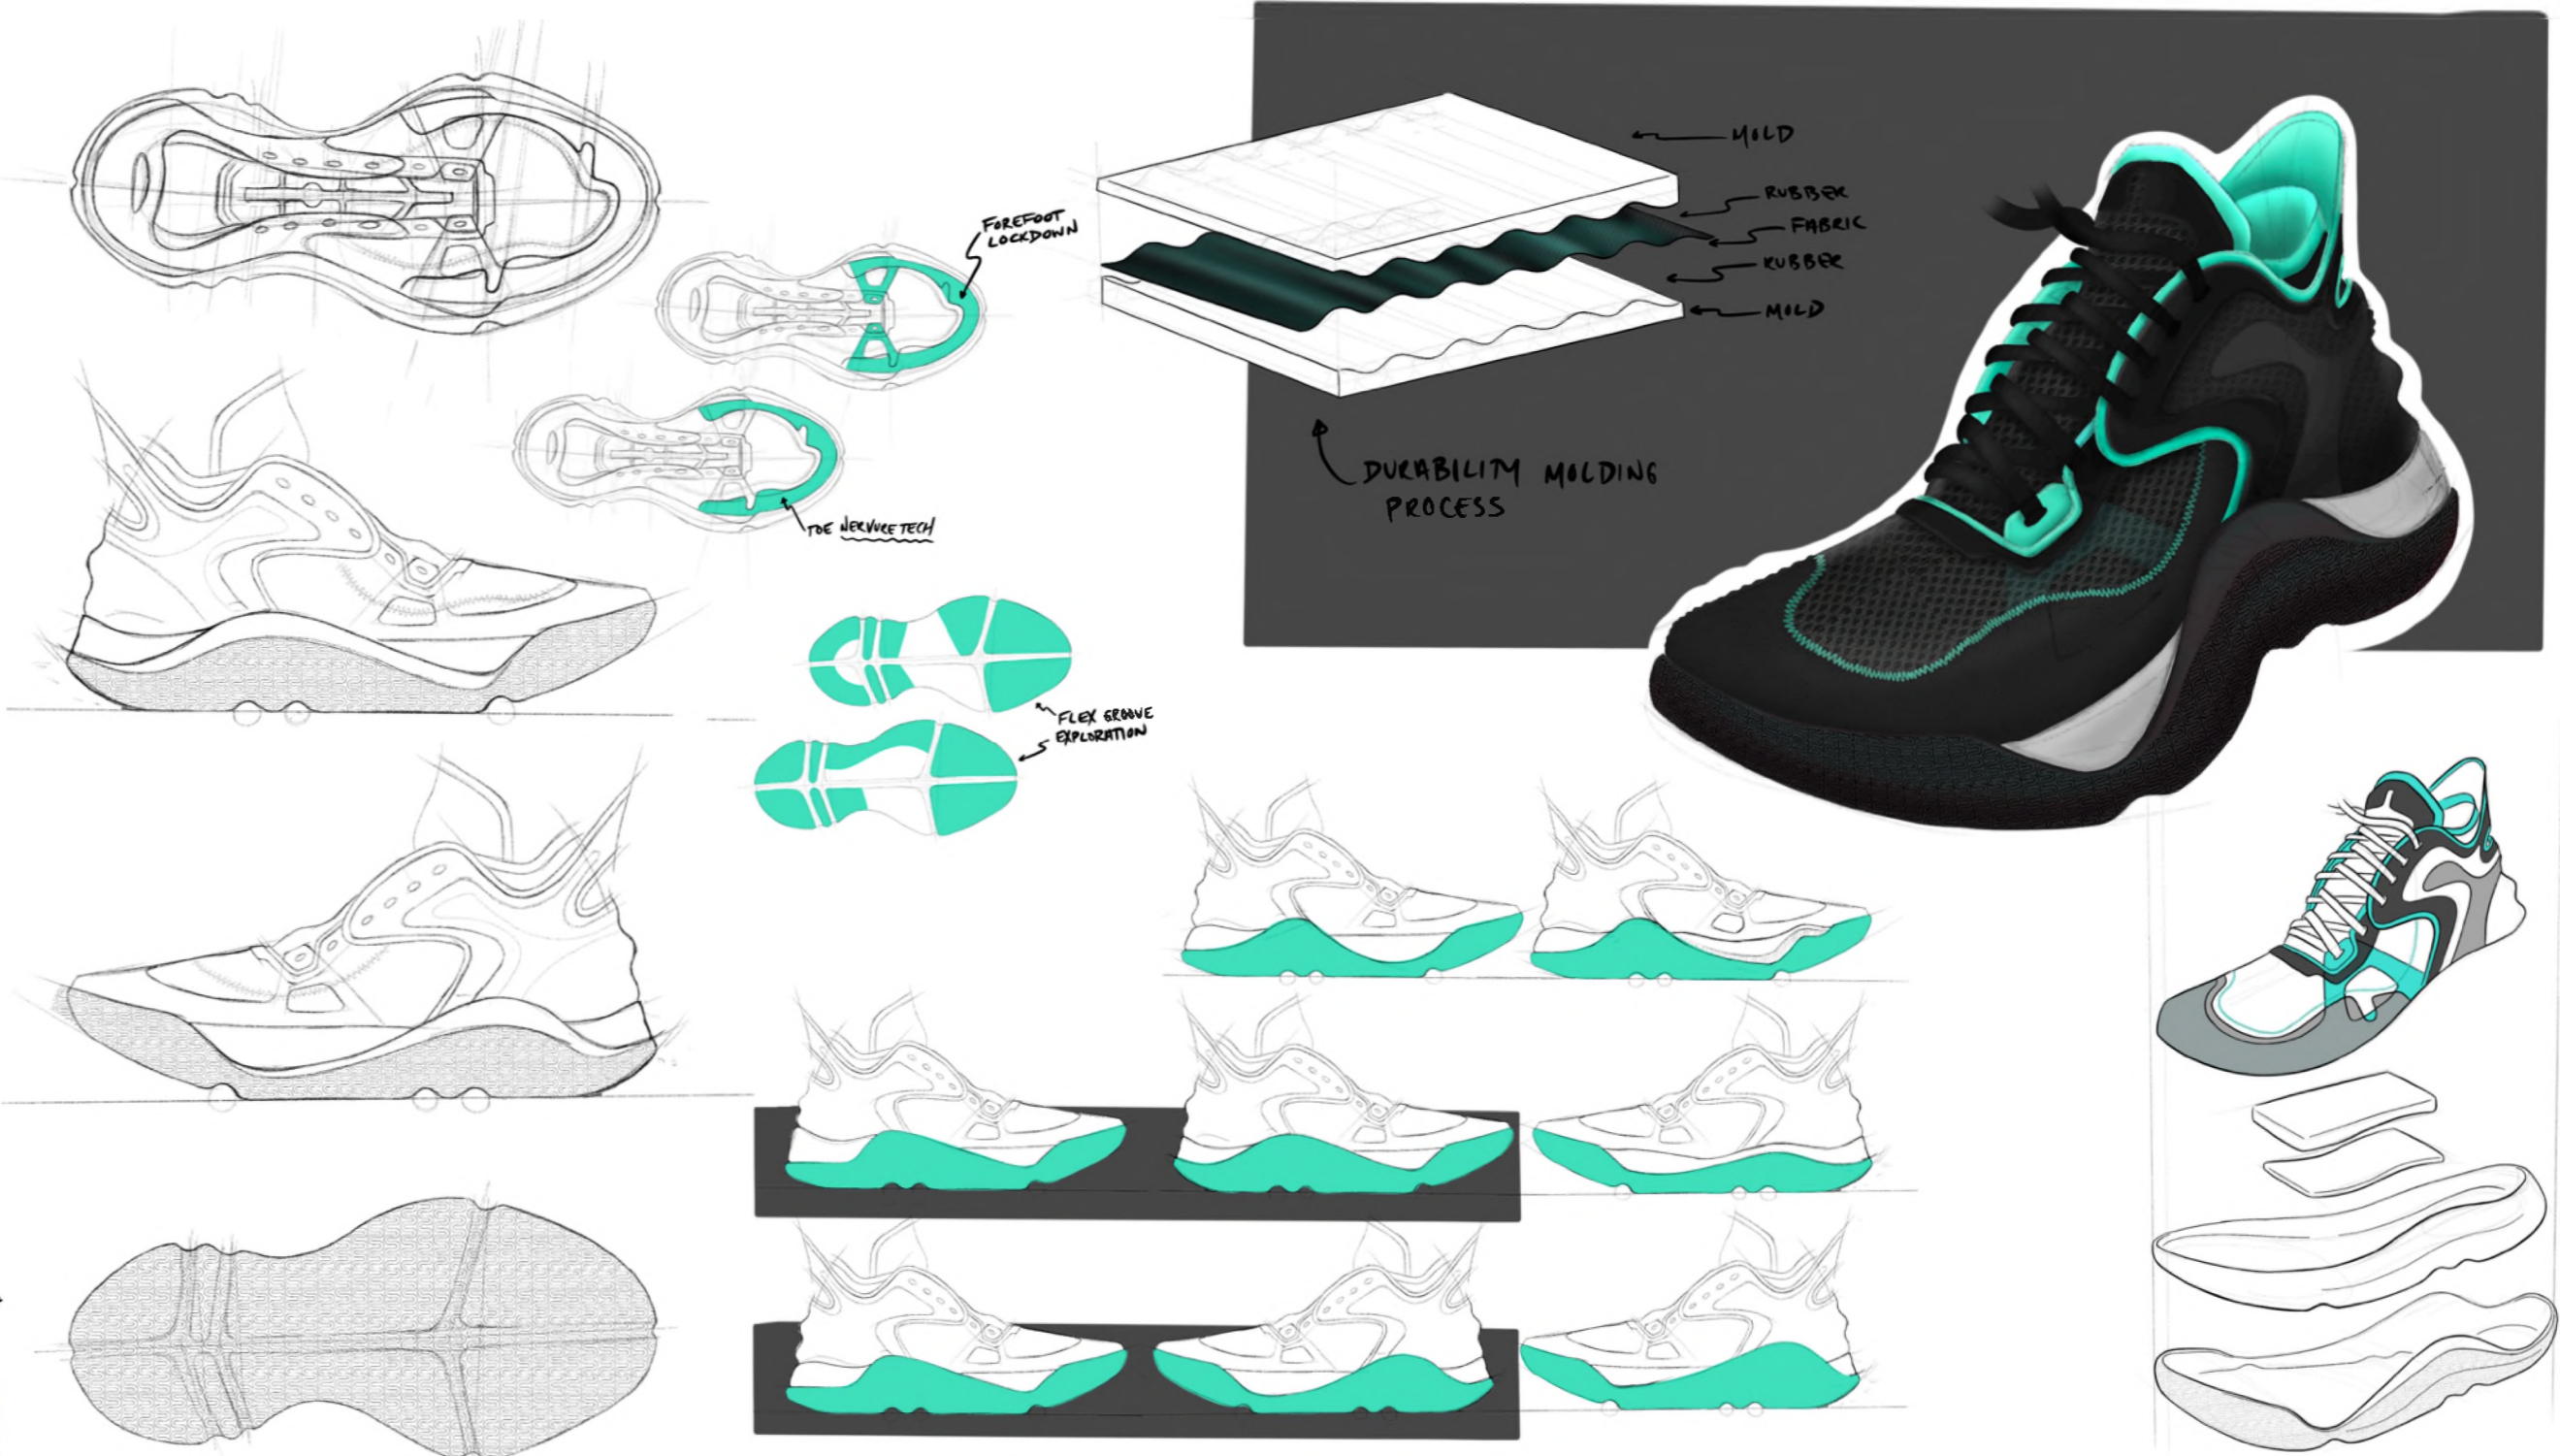 FOREFOOT
LOCKDOWN
TOE NERVURE TECH
FLEX GROOVE
EXPLORATION
MOLD
RUBBER
FABRIC
RUBBER
MOLD
DURABILITY MOLDING
PROCESS